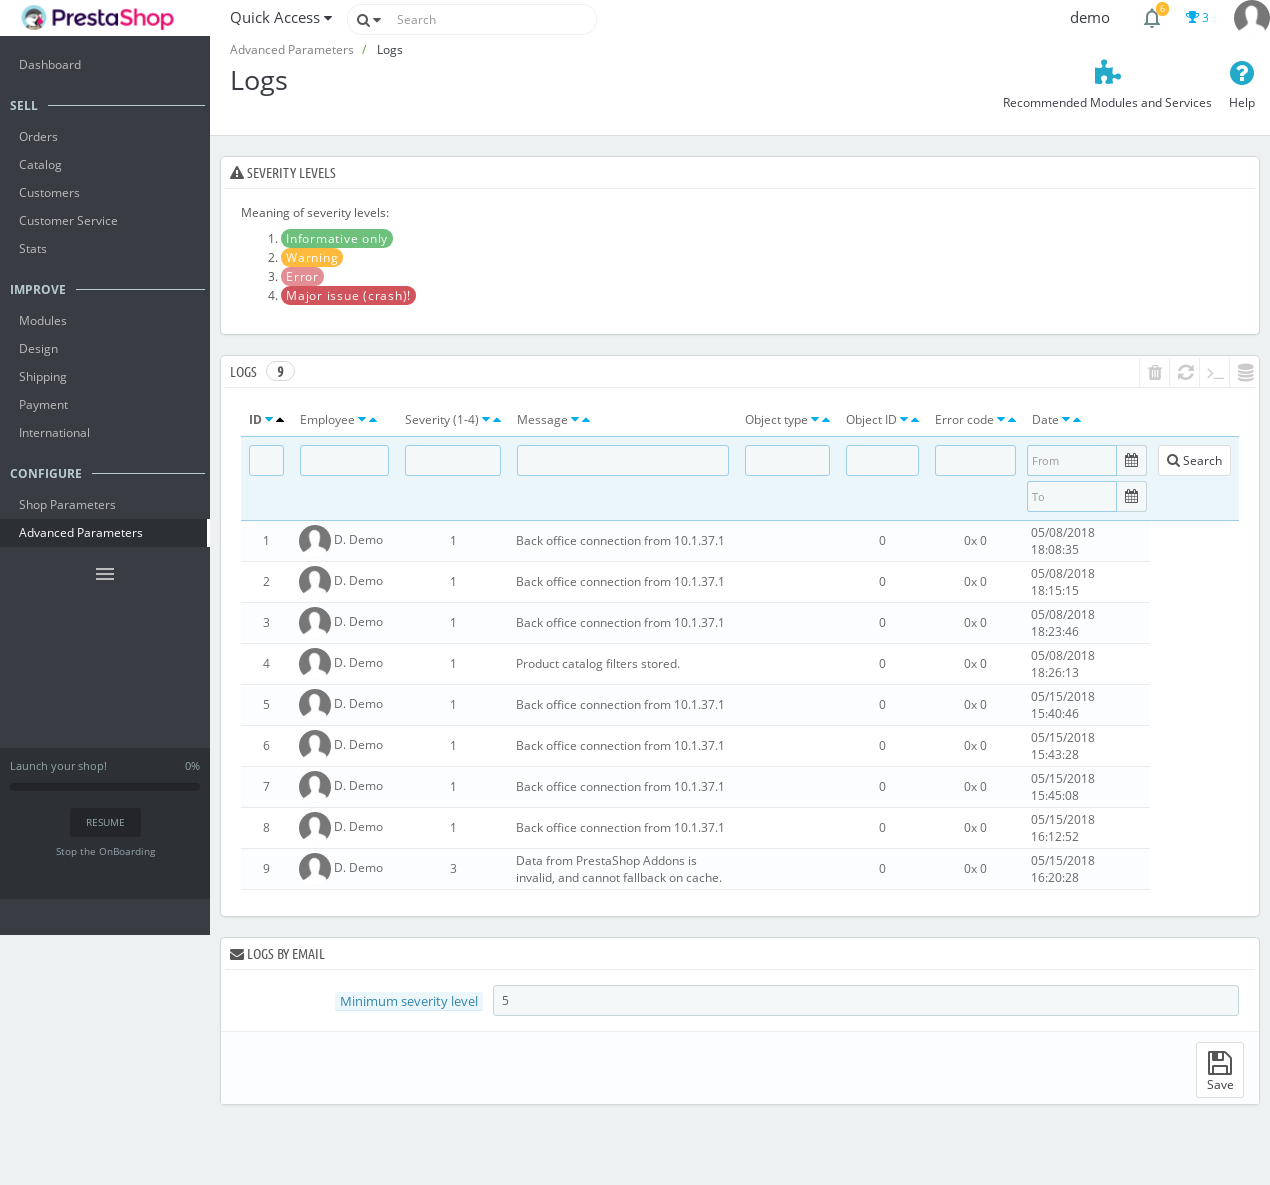 PrestaShop
Quick Access
Search
demo
6
3
Advanced Parameters / Logs
Logs
Recommended Modules and Services
Help
Dashboard
SELL
Orders
Catalog
Customers
Customer Service
Stats
IMPROVE
Modules
Design
Shipping
Payment
International
CONFIGURE
Shop Parameters
Advanced Parameters
Launch your shop! 0%
RESUME
Stop the OnBoarding
SEVERITY LEVELS
Meaning of severity levels:
1. Informative only
2. Warning
3. Error
4. Major issue (crash)!
LOGS 9
ID Employee Severity (1-4) Message Object type Object ID Error code Date
From
Search
To
1 D. Demo 1 Back office connection from 10.1.37.1 0 0x 0 05/08/2018
18:08:35
2 D. Demo 1 Back office connection from 10.1.37.1 0 0x 0 05/08/2018
18:15:15
3 D. Demo 1 Back office connection from 10.1.37.1 0 0x 0 05/08/2018
18:23:46
4 D. Demo 1 Product catalog filters stored. 0 0x 0 05/08/2018
18:26:13
5 D. Demo 1 Back office connection from 10.1.37.1 0 0x 0 05/15/2018
15:40:46
6 D. Demo 1 Back office connection from 10.1.37.1 0 0x 0 05/15/2018
15:43:28
7 D. Demo 1 Back office connection from 10.1.37.1 0 0x 0 05/15/2018
15:45:08
8 D. Demo 1 Back office connection from 10.1.37.1 0 0x 0 05/15/2018
16:12:52
9 D. Demo 3 Data from PrestaShop Addons is 0 0x 0 05/15/2018
invalid, and cannot fallback on cache. 16:20:28
LOGS BY EMAIL
Minimum severity level 5
Save